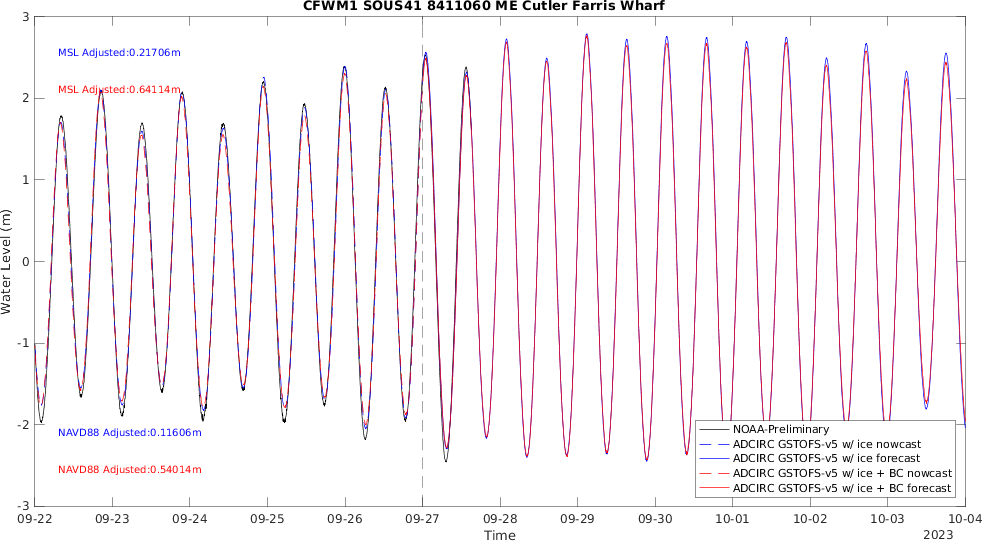 CFWM1 SOUS41 8411060 ME Cutler Farris Wharf
3
2
1
0
-1
-2
-3
Water Level (m)
MSL Adjusted:0.21706m
MSL Adjusted:0.64114m
NAVD88 Adjusted:0.11606m
NAVD88 Adjusted:0.54014m
NOAA-Preliminary
ADCIRC GSTOFS-v5 w/ ice nowcast
ADCIRC GSTOFS-v5 w/ ice forecast
ADCIRC GSTOFS-v5 w/ ice + BC nowcast
ADCIRC GSTOFS-v5 w/ ice + BC forecast
09-22 09-23 09-24 09-25 09-26 09-27 09-28 09-29 09-30 10-01 10-02 10-03 10-04
Time
2023